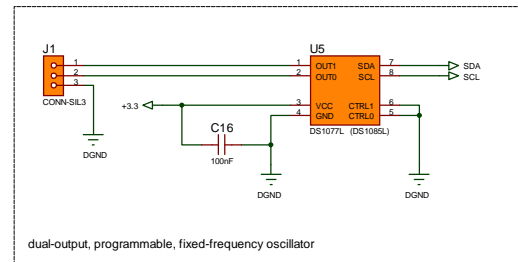 J1
1
2
3
CONN-SIL3
DGND
U5
1 OUT1 SDA 7
2 OUT0 SCL 8
3 VCC CTRL1 6
4 GND CTRL0 5
DS1077L (DS1085L)
SDA
SCL
+3.3
C16
100nF
DGND
DGND
dual-output, programmable, fixed-frequency oscillator